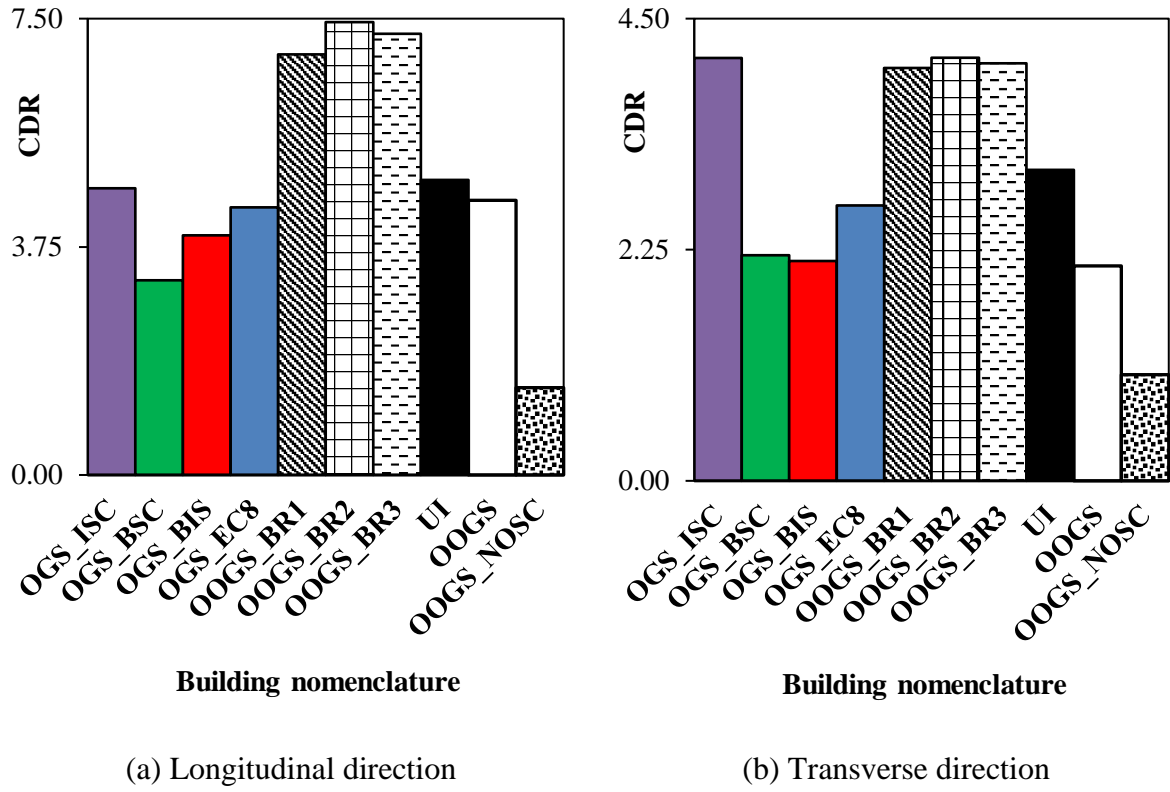 7.50
CDR
3.75
0.00
OGS_ISC
OGS_BSC
OGS_BIS
OGS_EC8
OOGS_BR1
OOGS_BR2
OOGS_BR3
UI
OOGS
OOGS_NOSC
Building nomenclature
(a) Longitudinal direction
4.50
CDR
2.25
0.00
OGS_ISC
OGS_BSC
OGS_BIS
OGS_EC8
OOGS_BR1
OOGS_BR2
OOGS_BR3
UI
OOGS
OOGS_NOSC
Building nomenclature
(b) Transverse direction